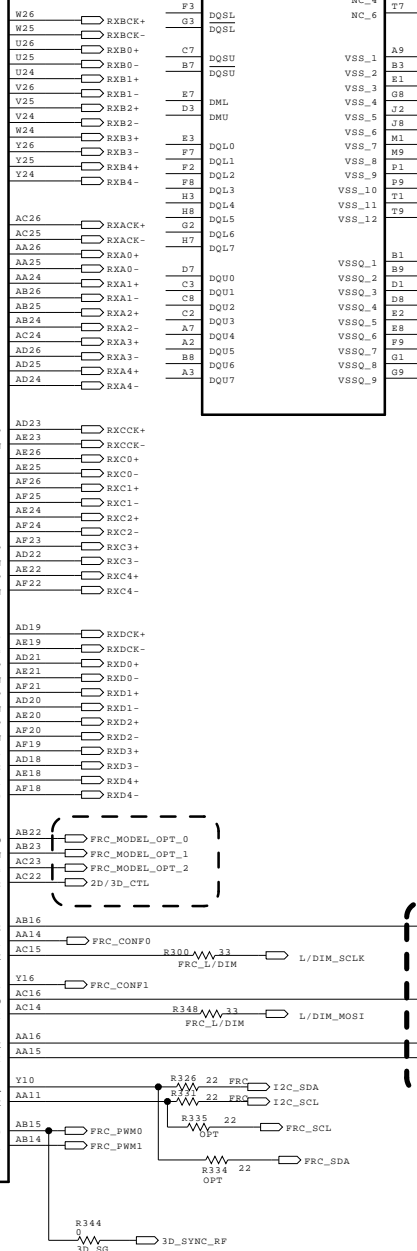 W26 RXBCK+
W25 RXBCK-
U26 RXB0+
U25 RXB0-
U24 RXB1+
V26 RXB1-
V25 RXB2+
V24 RXB2-
W24 RXB3+
Y26 RXB3-
Y25 RXB4+
Y24 RXB4-
AC26 RXACK+
AC25 RXACK-
AA26 RXA0+
AA25 RXA0-
AA24 RXA1+
AB26 RXA1-
AB25 RXA2+
AB24 RXA2-
AC24 RXA3+
AD26 RXA3-
AD25 RXA4+
AD24 RXA4-
AD23 RXCCK+
AE23 RXCCK-
AE26 RXC0+
AE25 RXC0-
AF26 RXC1+
AF25 RXC1-
AE24 RXC2+
AF24 RXC2-
AF23 RXC3+
AD22 RXC3-
AE22 RXC4+
AF22 RXC4-
AD19 RXDCK+
AE19 RXDCK-
AD21 RXD0+
AE21 RXD0-
AF21 RXD1+
AD20 RXD1-
AE20 RXD2+
AF20 RXD2-
AF19 RXD3+
AD18 RXD3-
AE18 RXD4+
AF18 RXD4-
AB22 FRC_MODEL_OPT_0
AB23 FRC_MODEL_OPT_1
AC23 FRC_MODEL_OPT_2
AC22 2D/3D_CTL
AB16
AA14 FRC_CONF0
AC15 R300 33 L/DIM_SCLK
FRC_L/DIM
Y16 FRC_CONF1
AC16
AC14 R348 33 L/DIM_MOSI
FRC_L/DIM
AA16
AA15
Y10 R326 22 FRC I2C_SDA
AA11 R331 22 FRC I2C_SCL
R335 22 FRC_SCL
OPT
AB15 FRC_PWM0
AB14 FRC_PWM1
FRC_SDA
R334 22
OPT
R344
0
3D_SYNC_RF
3D_SG
F3 DQSL
G3 DQSL
C7 DQSU
B7 DQSU
E7 DML
D3 DMU
E3 DQL0
F7 DQL1
F2 DQL2
F8 DQL3
H3 DQL4
H8 DQL5
G2 DQL6
H7 DQL7
D7 DQU0
C3 DQU1
C8 DQU2
C2 DQU3
A7 DQU4
A2 DQU5
B8 DQU6
A3 DQU7
T7
NC_6
VSS_1 A9
VSS_2 B3
VSS_3 E1
VSS_4 G8
VSS_5 J2
VSS_6 J8
VSS_7 M1
VSS_8 M9
VSS_9 P1
VSS_10 P9
VSS_11 T1
VSS_12 T9
VSSQ_1 B1
VSSQ_2 B9
VSSQ_3 D1
VSSQ_4 D8
VSSQ_5 E2
VSSQ_6 E8
VSSQ_7 F9
VSSQ_8 G1
VSSQ_9 G9